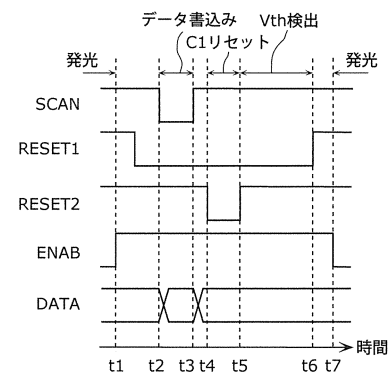 データ書込み
Vth検出
C1リセット
発光
発光
SCAN
RESET1
RESET2
ENAB
DATA
時間
t1 t2 t3 t4 t5 t6 t7